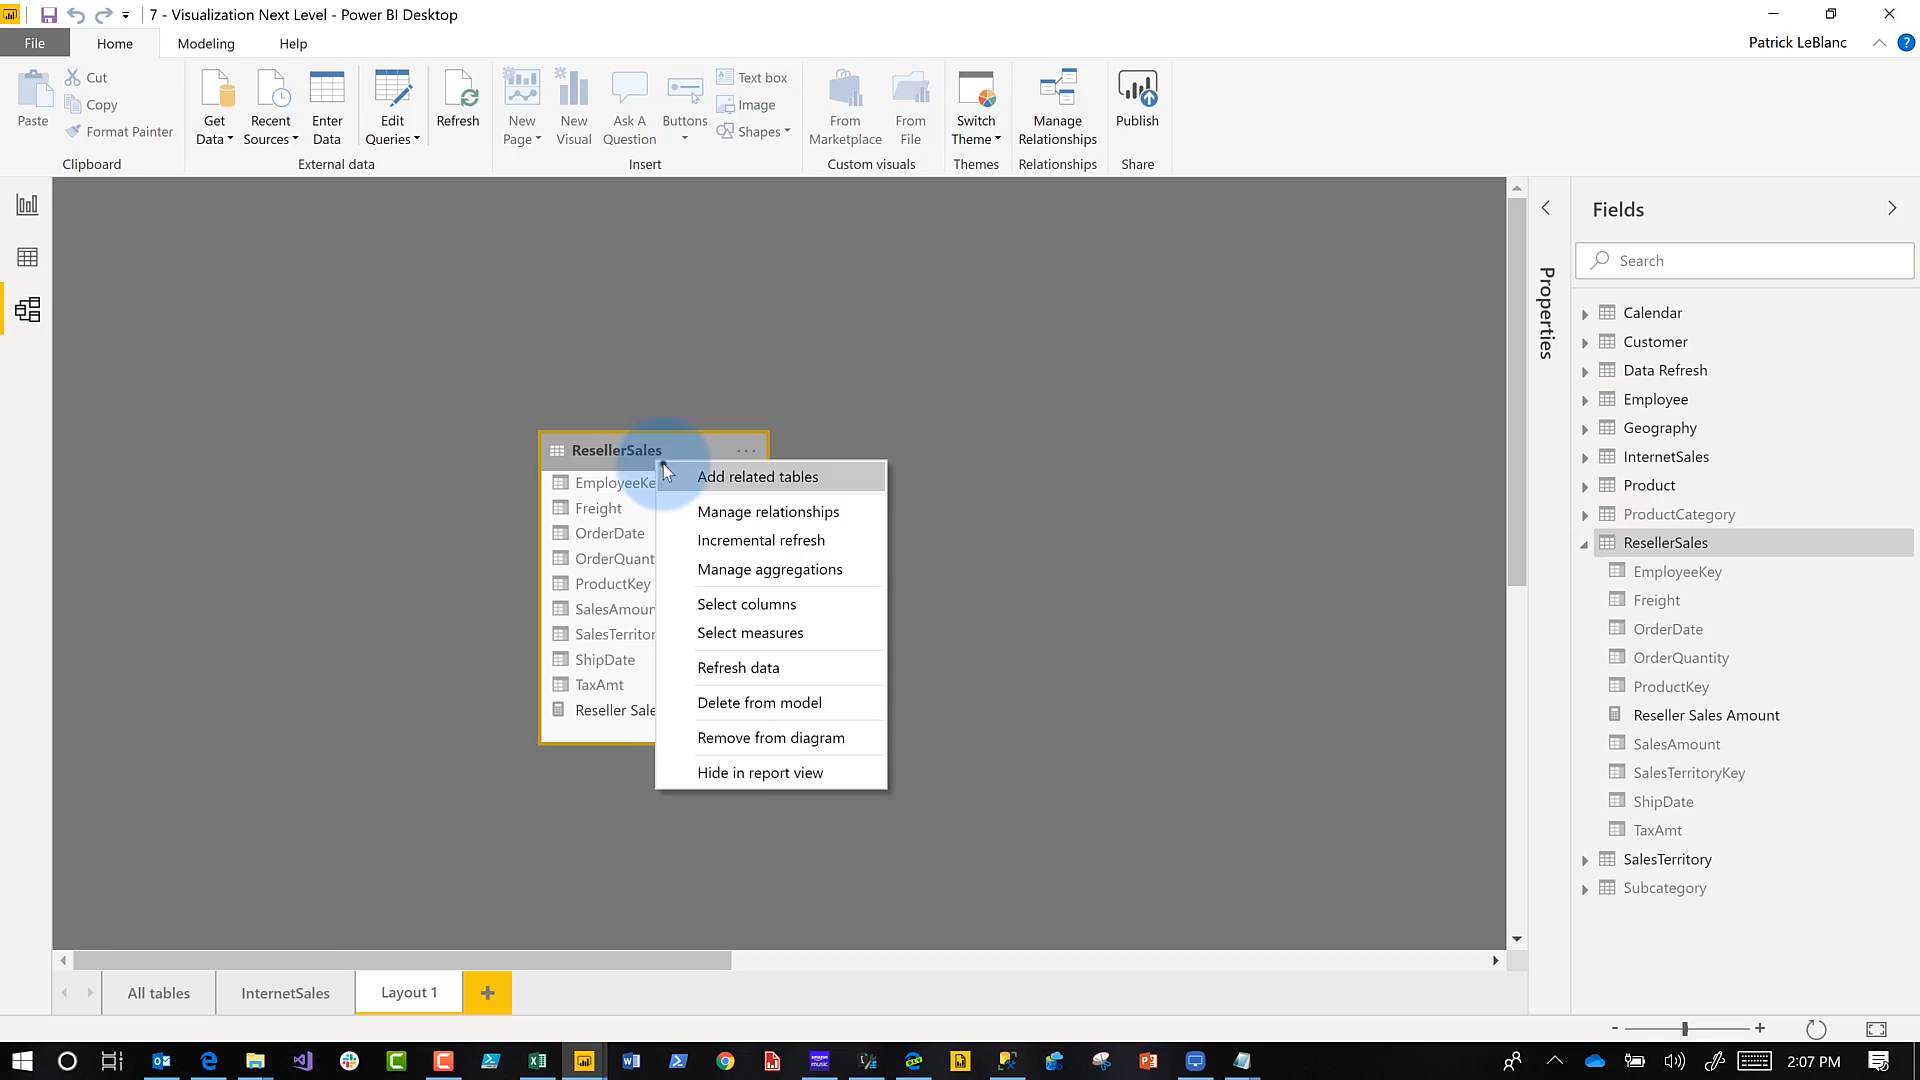 7 - Visualization Next Level - Power BI Desktop
File
Home
Modeling
Help
Patrick LeBlanc
?
Paste
Cut
Copy
Format Painter
Clipboard
Get Data
Recent Sources
Enter Data
Edit Queries
External data
Refresh
New Page
New Visual
Ask A Question
Buttons
Text box
Image
Shapes
Insert
From Marketplace
From File
Custom visuals
Switch Theme
Themes
Manage Relationships
Relationships
Publish
Share
ResellerSales
EmployeeKe
Freight
OrderDate
OrderQuant
ProductKey
SalesAmoun
SalesTerritor
ShipDate
TaxAmt
Reseller Sale
Add related tables
Manage relationships
Incremental refresh
Manage aggregations
Select columns
Select measures
Refresh data
Delete from model
Remove from diagram
Hide in report view
Properties
Fields
Search
Calendar
Customer
Data Refresh
Employee
Geography
InternetSales
Product
ProductCategory
ResellerSales
EmployeeKey
Freight
OrderDate
OrderQuantity
ProductKey
Reseller Sales Amount
SalesAmount
SalesTerritoryKey
ShipDate
TaxAmt
SalesTerritory
Subcategory
All tables
InternetSales
Layout 1
2:07 PM